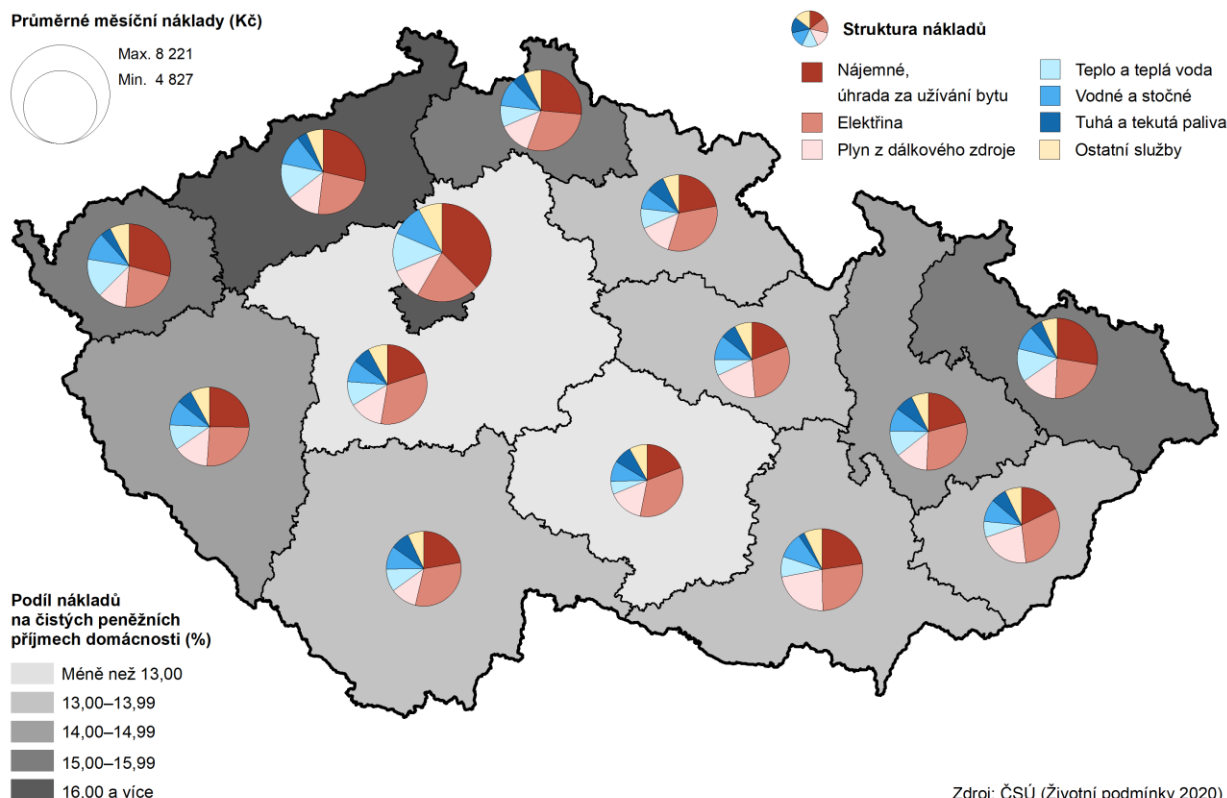 Průměrné měsíční náklady (Kč)
Max. 8 221
Min. 4 827
Struktura nákladů
Nájemné,
úhrada za užívání bytu
Elektřina
Plyn z dálkového zdroje
Teplo a teplá voda
Vodné a stočné
Tuhá a tekutá paliva
Ostatní služby
Podíl nákladů
na čistých peněžních
příjmech domácnosti (%)
Méně než 13,00
13,00–13,99
14,00–14,99
15,00–15,99
16,00 a více
Zdroj: ČSÚ (Životní podmínky 2020)